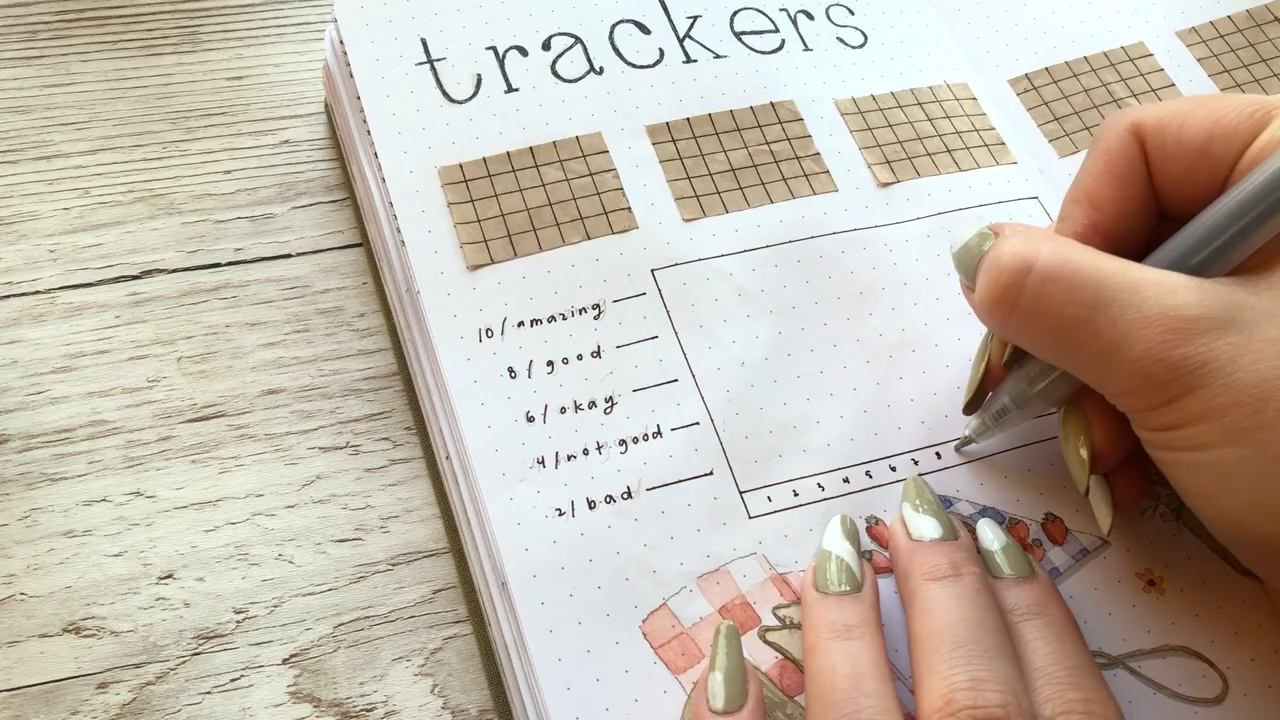 trackers
10/ amazing
8/ good
6/ okay
4/ not good
2/ bad
1 2 3 4 5 6 7 8